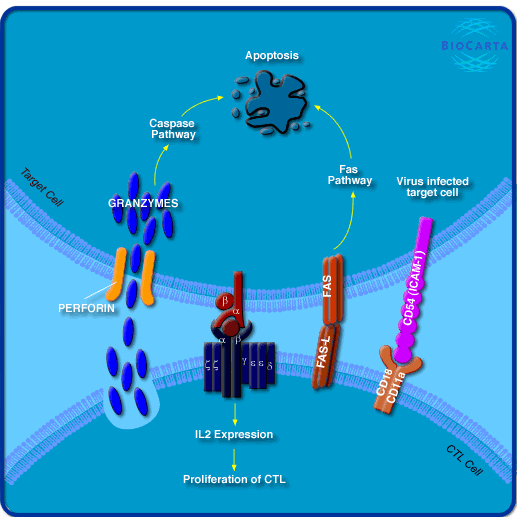 BIOCARTA
Apoptosis
Caspase
Pathway
Fas
Pathway
Virus infected
target cell
Target Cell
GRANZYMES
PERFORIN
FAS
FAS-L
CD54 (ICAM-1)
CD18
CD11a
β
α
α
β
ζ ζ
γ ε ε δ
IL2 Expression
Proliferation of CTL
CTL Cell